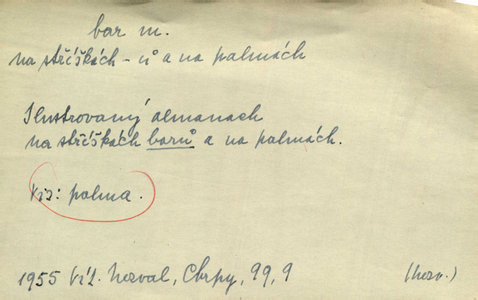 bar m.
na stříškách - ů a na palmách
Ilustrovaný almanach
na stříškách barů a na palmách.
Viz: palma.
1955 Vít. Nezval, Chrpy, 99, 9 (hezv.)